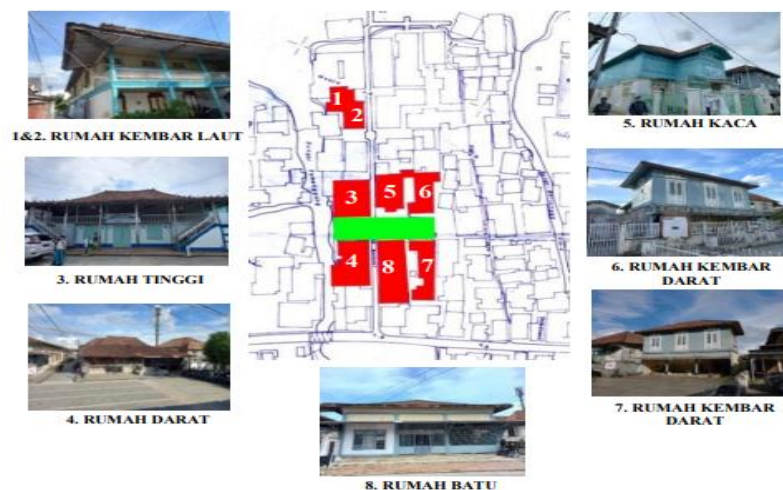 1&2. RUMAH KEMBAR LAUT
3. RUMAH TINGGI
4. RUMAH DARAT
1
2
3
5
6
4
8
7
5. RUMAH KACA
6. RUMAH KEMBAR
DARAT
7. RUMAH KEMBAR
DARAT
8. RUMAH BATU